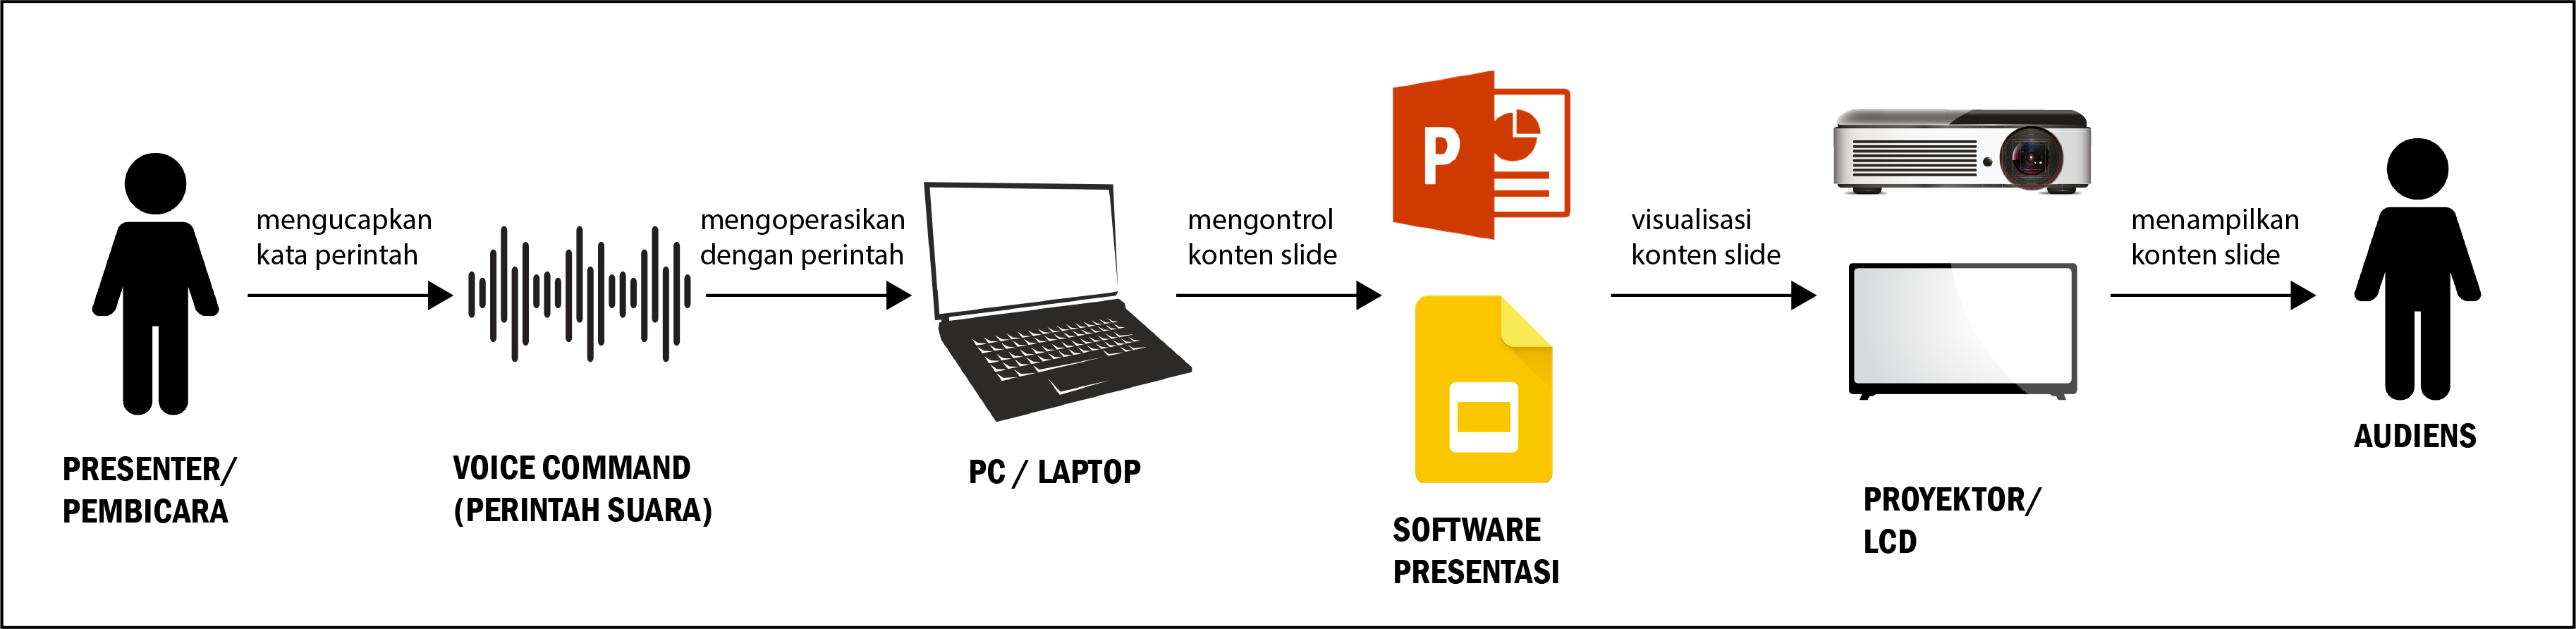 mengucapkan
kata perintah
mengoperasikan
dengan perintah
mengontrol
konten slide
visualisasi
konten slide
menampilkan
konten slide
P
PRESENTER/
PEMBICARA
VOICE COMMAND
(PERINTAH SUARA)
PC / LAPTOP
SOFTWARE
PRESENTASI
PROYEKTOR/
LCD
AUDIENS